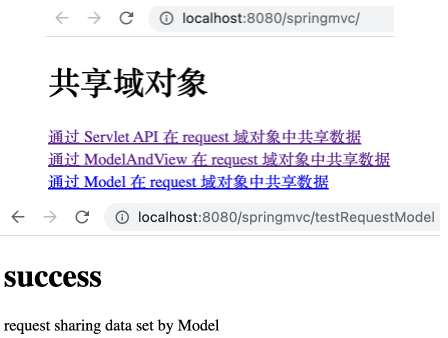 localhost:8080/springmvc/
共享域对象
通过 Servlet API 在 request 域对象中共享数据
通过 ModelAndView 在 request 域对象中共享数据
通过 Model 在 request 域对象中共享数据
localhost:8080/springmvc/testRequestModel
success
request sharing data set by Model